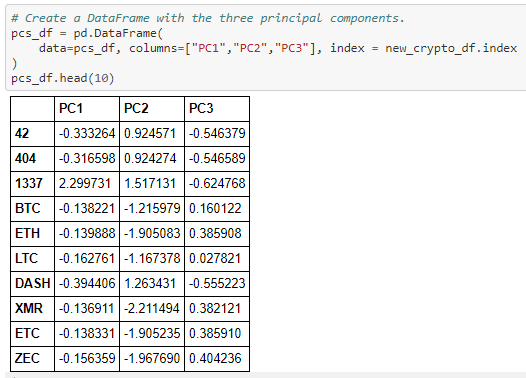 # Create a DataFrame with the three principal components.
pcs_df = pd.DataFrame(
    data=pcs_df, columns=["PC1","PC2","PC3"], index = new_crypto_df.index
)
pcs_df.head(10)
PC1 PC2 PC3
42 -0.333264 0.924571 -0.546379
404 -0.316598 0.924274 -0.546589
1337 2.299731 1.517131 -0.624768
BTC -0.138221 -1.215979 0.160122
ETH -0.139888 -1.905083 0.385908
LTC -0.162761 -1.167378 0.027821
DASH -0.394406 1.263431 -0.555223
XMR -0.136911 -2.211494 0.382121
ETC -0.138331 -1.905235 0.385910
ZEC -0.156359 -1.967690 0.404236